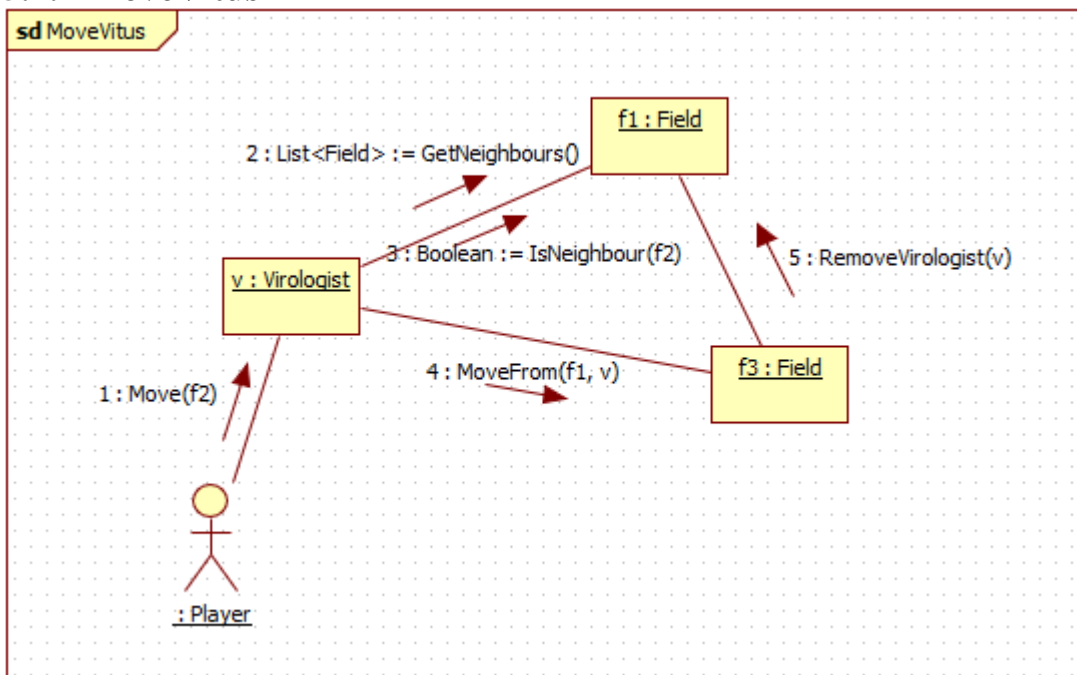 sd MoveVitus
f1 : Field
2 : List<Field> := GetNeighbours()
3 : Boolean := IsNeighbour(f2)
5 : RemoveVirologist(v)
v : Virologist
f3 : Field
4 : MoveFrom(f1, v)
1 : Move(f2)
: Player